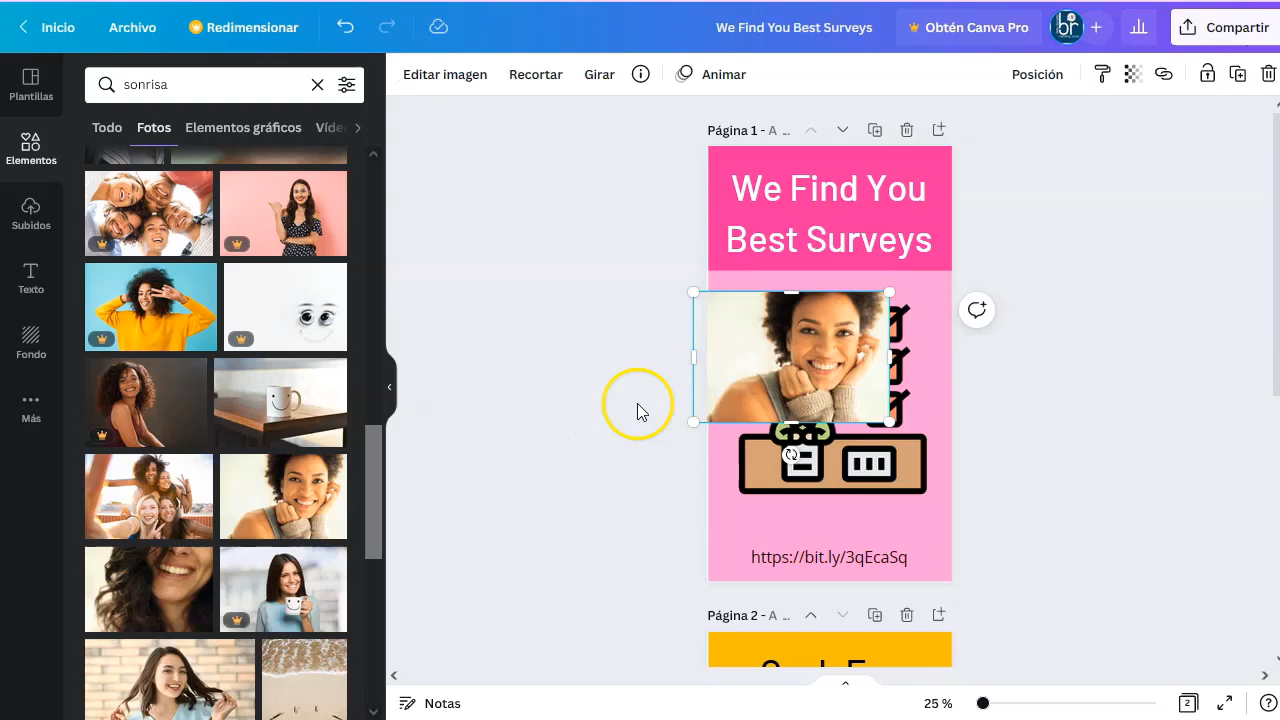 Inicio
Archivo
Redimensionar
We Find You Best Surveys
br
Obtén Canva Pro
Compartir
Plantillas
Elementos
Subidos
Texto
Fondo
Más
sonrisa
Todo
Fotos
Elementos gráficos
Víde
Editar imagen
Recortar
Girar
Animar
Posición
Página 1 - A ...
We Find You
Best Surveys
https://bit.ly/3qEcaSq
Página 2 - A ...
Notas
25 %
2